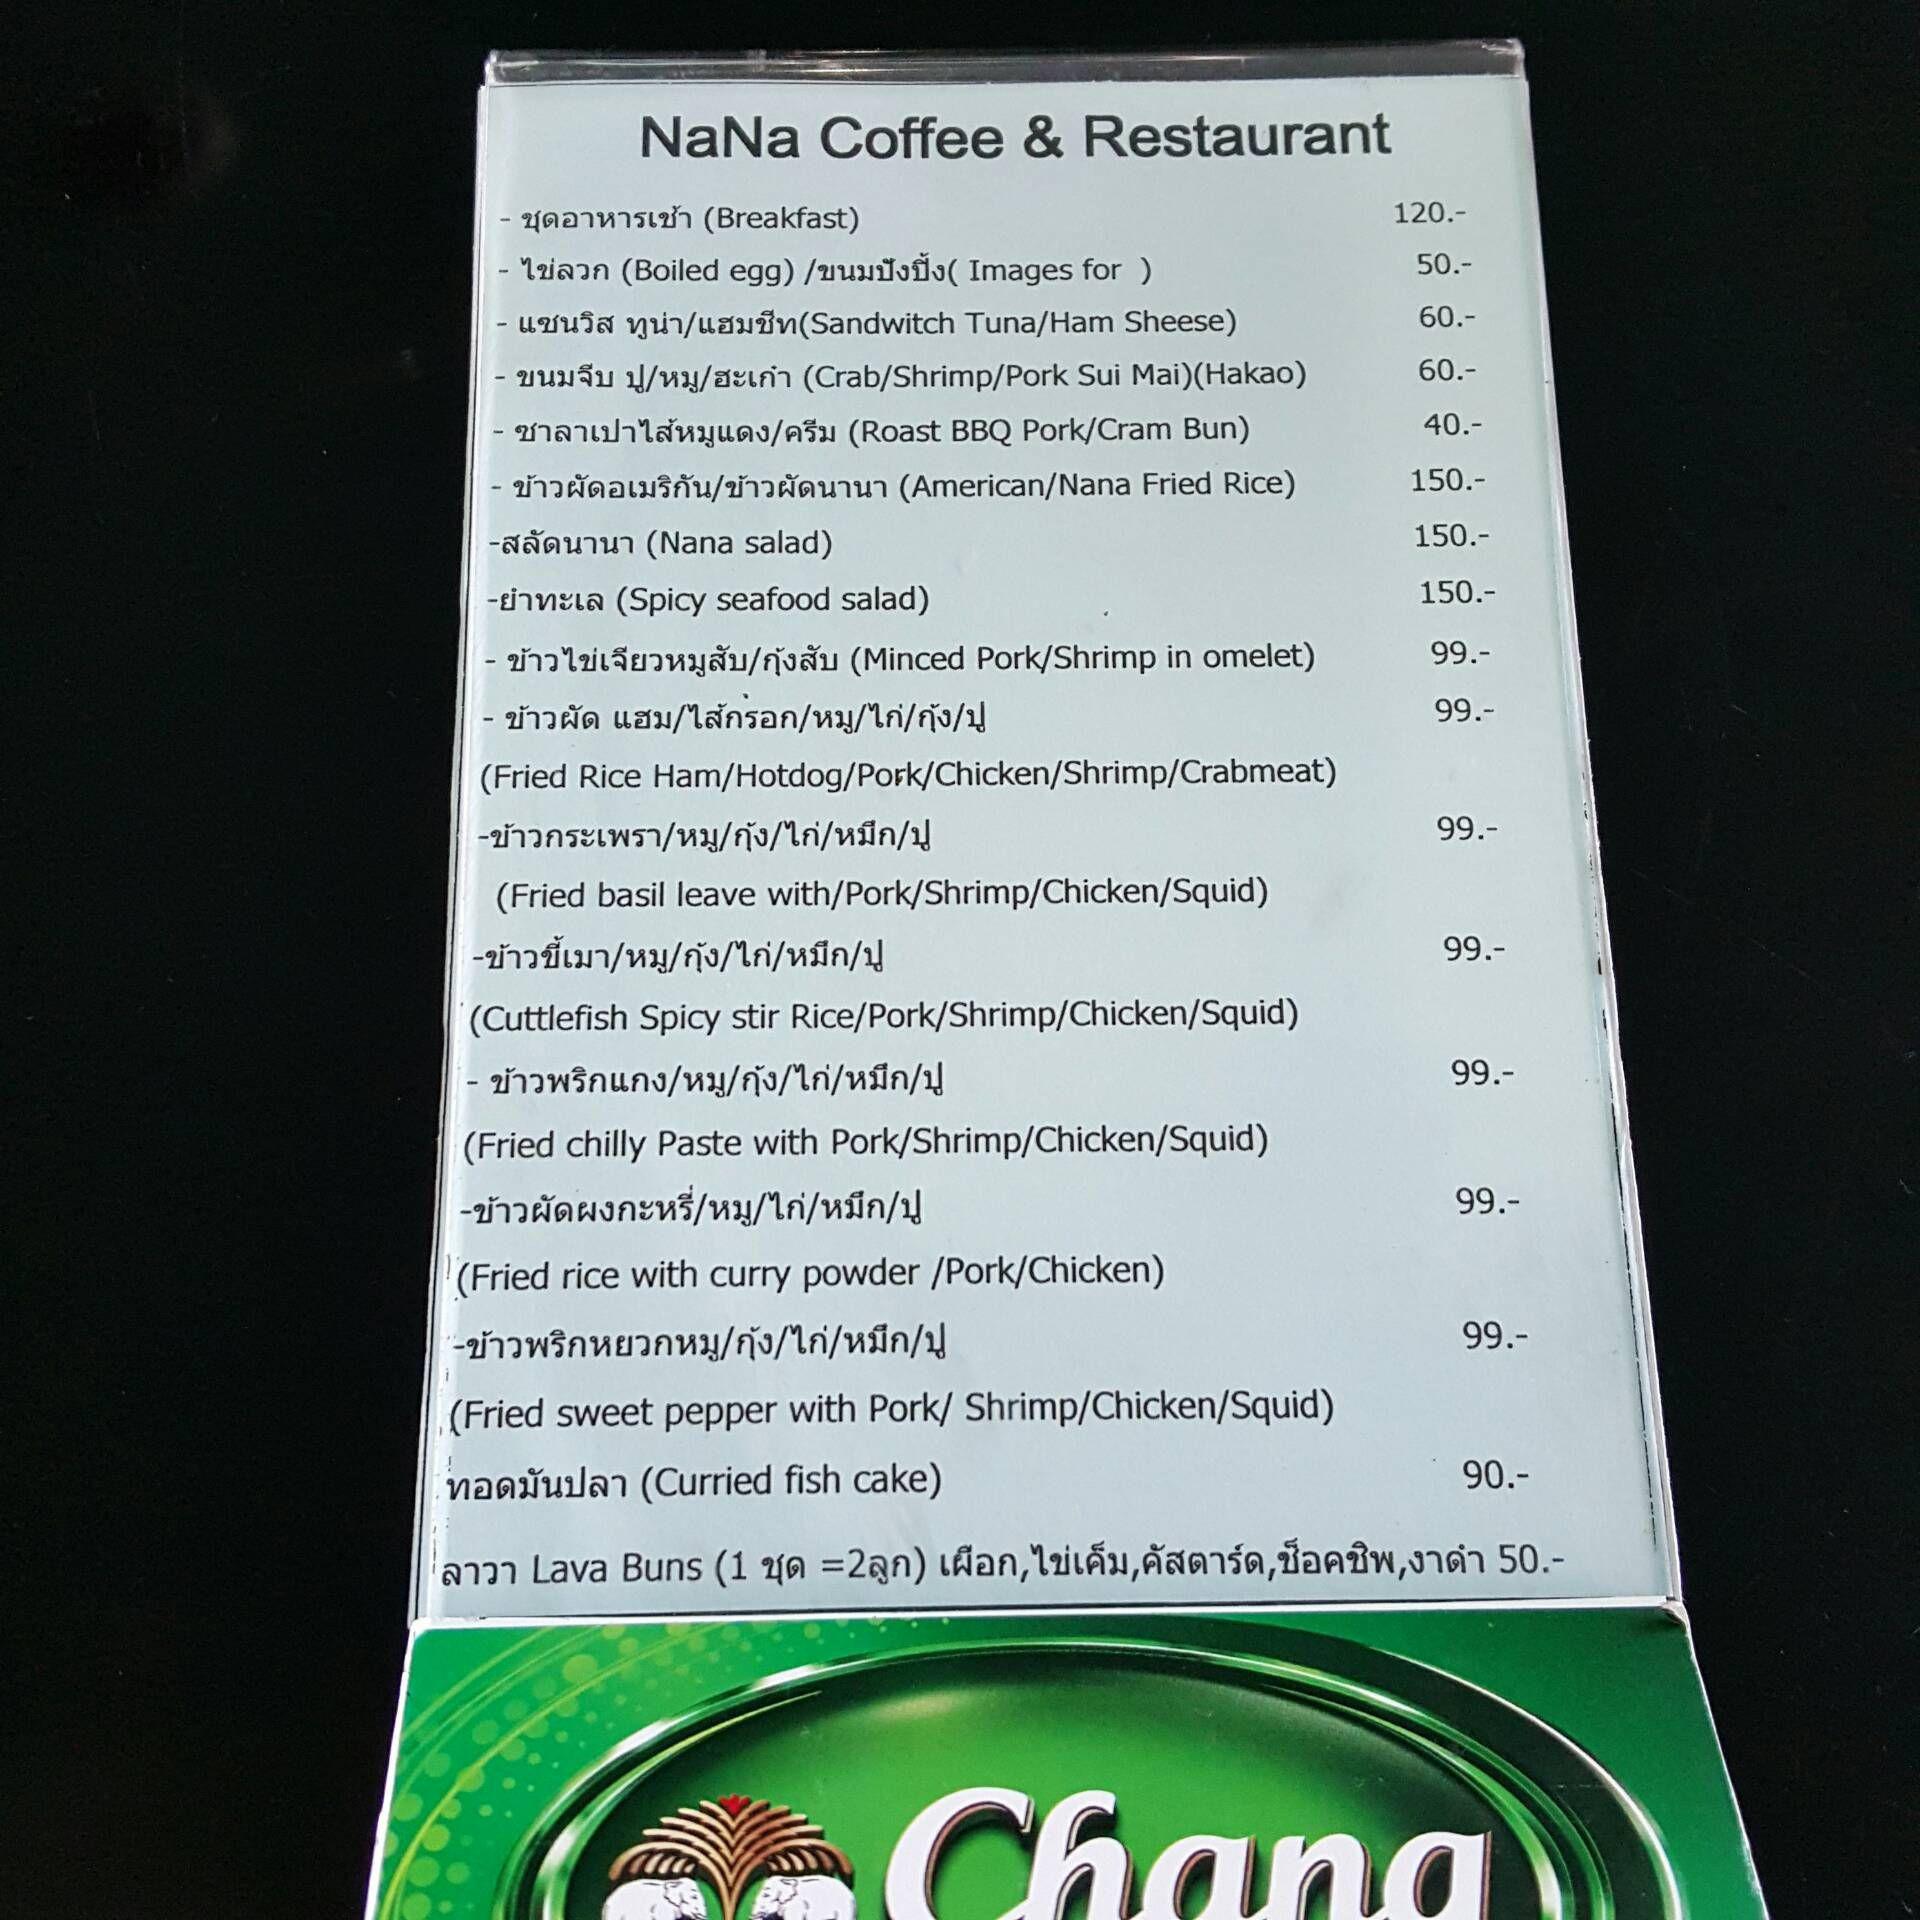 NaNa Coffee & Restaurant
- ชุดอาหารเช้า (Breakfast) 120.-
- ไข่ลวก (Boiled egg) /ขนมปังปิ้ง( Images for ) 50.-
- แซนวิส ทูน่า/แฮมชีท(Sandwitch Tuna/Ham Sheese) 60.-
- ขนมจีบ ปู/หมู/ฮะเก๋า (Crab/Shrimp/Pork Sui Mai)(Hakao) 60.-
- ซาลาเปาไส้หมูแดง/ครีม (Roast BBQ Pork/Cram Bun) 40.-
- ข้าวผัดอเมริกัน/ข้าวผัดนานา (American/Nana Fried Rice) 150.-
-สลัดนานา (Nana salad) 150.-
-ยำทะเล (Spicy seafood salad) 150.-
- ข้าวไข่เจียวหมูสับ/กุ้งสับ (Minced Pork/Shrimp in omelet) 99.-
- ข้าวผัด แฮม/ไส้กรอก/หมู/ไก่/กุ้ง/ปู 99.-
(Fried Rice Ham/Hotdog/Pork/Chicken/Shrimp/Crabmeat)
-ข้าวกระเพรา/หมู/กุ้ง/ไก่/หมึก/ปู 99.-
(Fried basil leave with/Pork/Shrimp/Chicken/Squid)
-ข้าวขี้เมา/หมู/กุ้ง/ไก่/หมึก/ปู 99.-
(Cuttlefish Spicy stir Rice/Pork/Shrimp/Chicken/Squid)
- ข้าวพริกแกง/หมู/กุ้ง/ไก่/หมึก/ปู 99.-
(Fried chilly Paste with Pork/Shrimp/Chicken/Squid)
-ข้าวผัดผงกะหรี่/หมู/ไก่/หมึก/ปู 99.-
(Fried rice with curry powder /Pork/Chicken)
-ข้าวพริกหยวกหมู/กุ้ง/ไก่/หมึก/ปู 99.-
(Fried sweet pepper with Pork/ Shrimp/Chicken/Squid)
ทอดมันปลา (Curried fish cake) 90.-
ลาวา Lava Buns (1 ชุด =2ลูก) เผือก,ไข่เค็ม,คัสตาร์ด,ช็อคชิพ,งาดำ 50.-
Chang